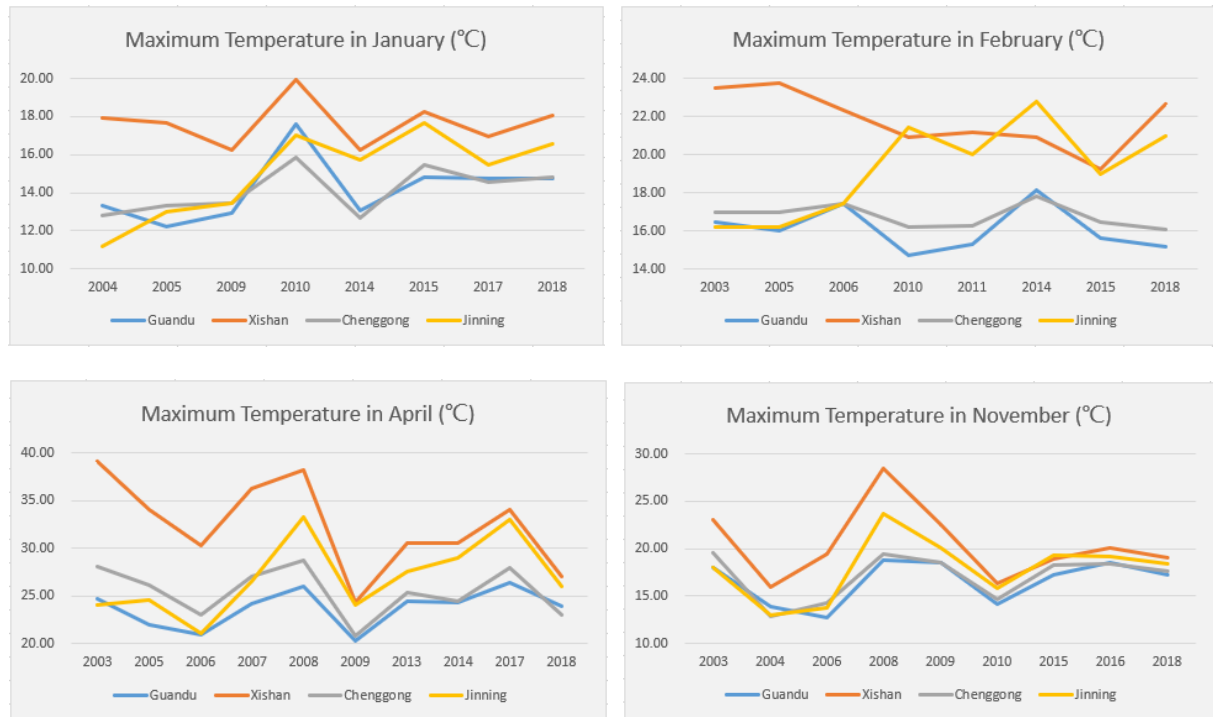 Maximum Temperature in January (℃)
20.00
18.00
16.00
14.00
12.00
10.00
2004 2005 2009 2010 2014 2015 2017 2018
Guandu Xishan Chenggong Jinning
Maximum Temperature in February (℃)
24.00
22.00
20.00
18.00
16.00
14.00
2003 2005 2006 2010 2011 2014 2015 2018
Guandu Xishan Chenggong Jinning
Maximum Temperature in April (℃)
40.00
35.00
30.00
25.00
20.00
2003 2005 2006 2007 2008 2009 2013 2014 2017 2018
Guandu Xishan Chenggong Jinning
Maximum Temperature in November (℃)
30.00
25.00
20.00
15.00
10.00
2003 2004 2006 2008 2009 2010 2015 2016 2018
Guandu Xishan Chenggong Jinning